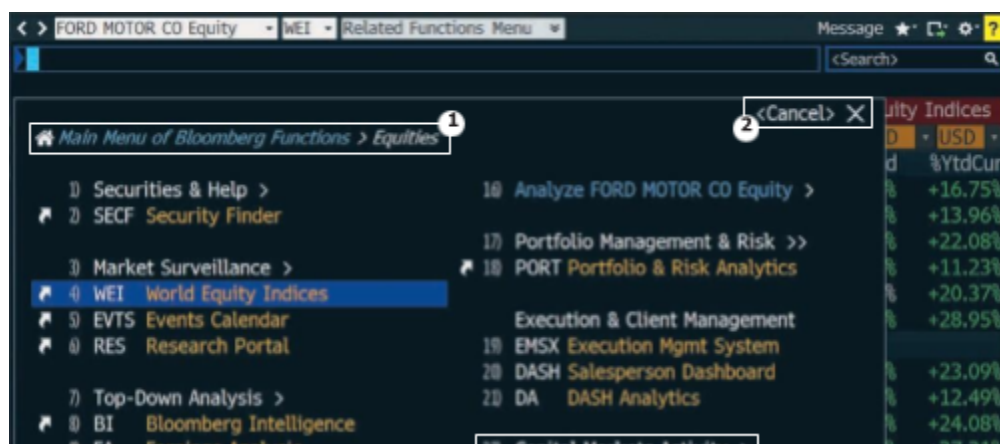 < > FORD MOTOR CO Equity WEI Related Functions Menu Message ?
<Search>
1
2 <Cancel> X
Main Menu of Bloomberg Functions > Equities
uity Indices
D USD
d %YtdCur
1) Securities & Help >
2) SECF Security Finder
3) Market Surveillance >
4) WEI World Equity Indices
5) EVTS Events Calendar
6) RES Research Portal
7) Top-Down Analysis >
8) BI Bloomberg Intelligence
16) Analyze FORD MOTOR CO Equity >
17) Portfolio Management & Risk >>
18) PORT Portfolio & Risk Analytics
Execution & Client Management
19) EMSX Execution Mgmt System
20) DASH Salesperson Dashboard
21) DA DASH Analytics
% +16.75%
% +13.96%
% +22.08%
% +11.23%
% +20.37%
% +28.95%
% +23.09%
% +12.49%
% +24.08%